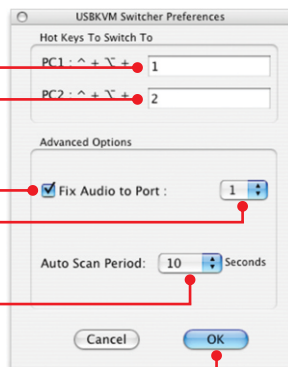 USBKVM Switcher Preferences
Hot Keys To Switch To
PC1 : ^ + ⌥ + 1
PC2 : ^ + ⌥ + 2
Advanced Options
Fix Audio to Port : 1
Auto Scan Period: 10 Seconds
Cancel OK